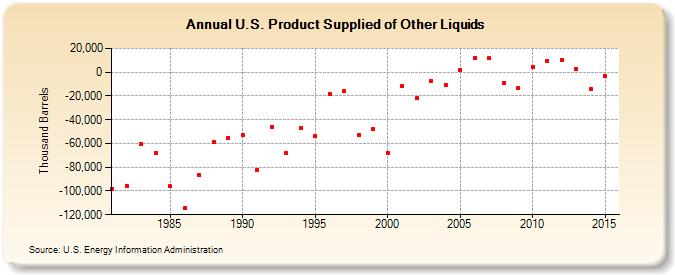 Annual U.S. Product Supplied of Other Liquids
Thousand Barrels
20,000
0
-20,000
-40,000
-60,000
-80,000
-100,000
-120,000
1985 1990 1995 2000 2005 2010 2015
Source: U.S. Energy Information Administration